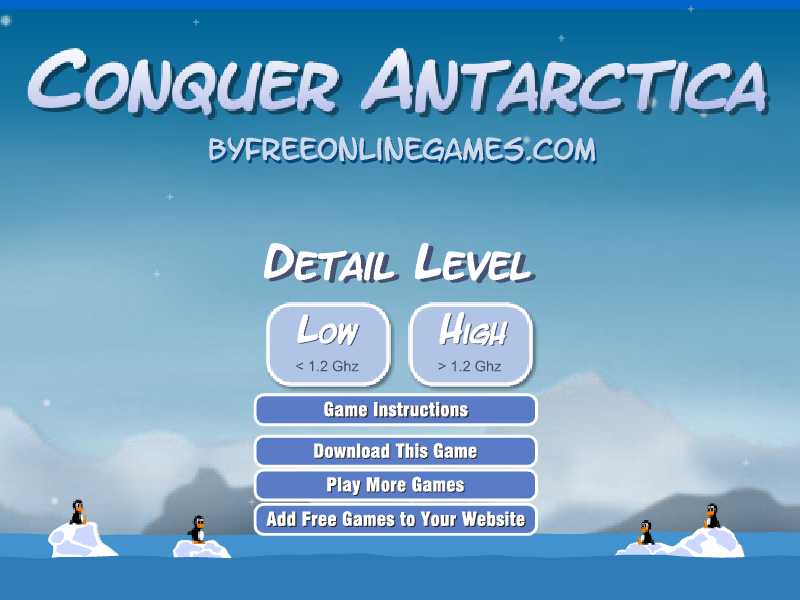 Conquer Antarctica
byFreeOnlineGames.com
Detail Level
Low High
< 1.2 Ghz > 1.2 Ghz
Game Instructions
Download This Game
Play More Games
Add Free Games to Your Website